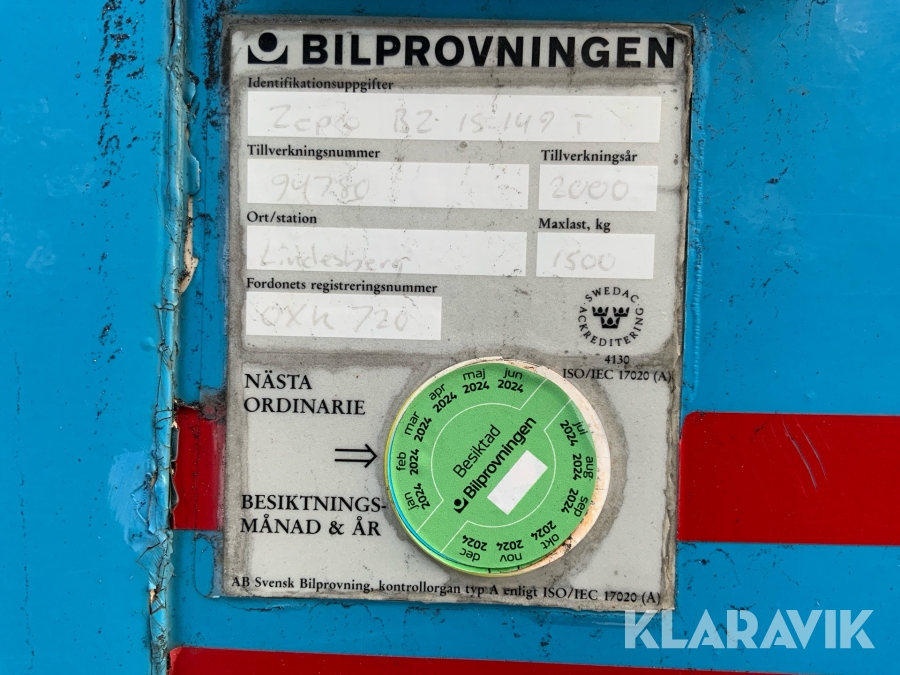 BILPROVNINGEN
Identifikationsuppgifter
Zepro BZ 15-149 T
Tillverkningsnummer
Tillverkningsår
94780
2000
Ort/station
Maxlast, kg
Lindesberg
1500
Fordonets registreringsnummer
OXK 720
SWEDAC
ACKREDITERING
4130
ISO/IEC 17020 (A)
NÄSTA
ORDINARIE
⇒
BESIKTNINGS-
MÅNAD & ÅR
jan 2024
feb 2024
mar 2024
apr 2024
maj 2024
jun 2024
jul 2024
aug 2024
sep 2024
okt 2024
nov 2024
dec 2024
Besiktad
Bilprovningen
AB Svensk Bilprovning, kontrollorgan typ A enligt ISO/IEC 17020 (A)
KLARAVIK